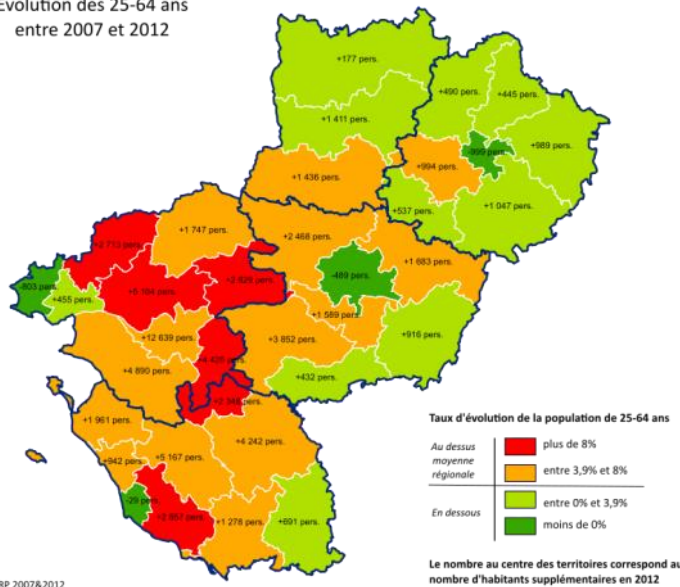 Évolution des 25-64 ans
entre 2007 et 2012
+177 pers.
+490 pers.
+445 pers.
+1 411 pers.
+989 pers.
+994 pers.
+1 436 pers.
+537 pers.
+1 047 pers.
+1 747 pers.
+2 468 pers.
+1 683 pers.
-489 pers.
-803 pers.
+455 pers.
+1 589 pers.
+12 639 pers.
+3 852 pers.
+916 pers.
+4 890 pers.
+432 pers.
+1 961 pers.
+4 242 pers.
+942 pers.
+5 167 pers.
-29 pers.
+1 278 pers.
+691 pers.
Taux d'évolution de la population de 25-64 ans
Au dessus
moyenne
régionale
plus de 8%
entre 3,9% et 8%
En dessous
entre 0% et 3,9%
moins de 0%
Le nombre au centre des territoires correspond au
nombre d'habitants supplémentaires en 2012
RP 2007&2012